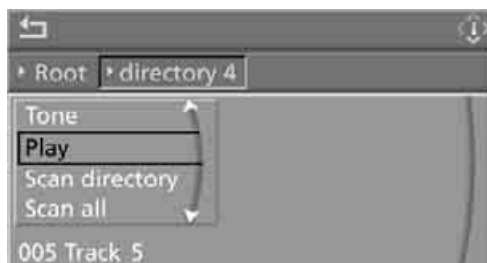 Root directory 4
Tone
Play
Scan directory
Scan all
005 Track 5